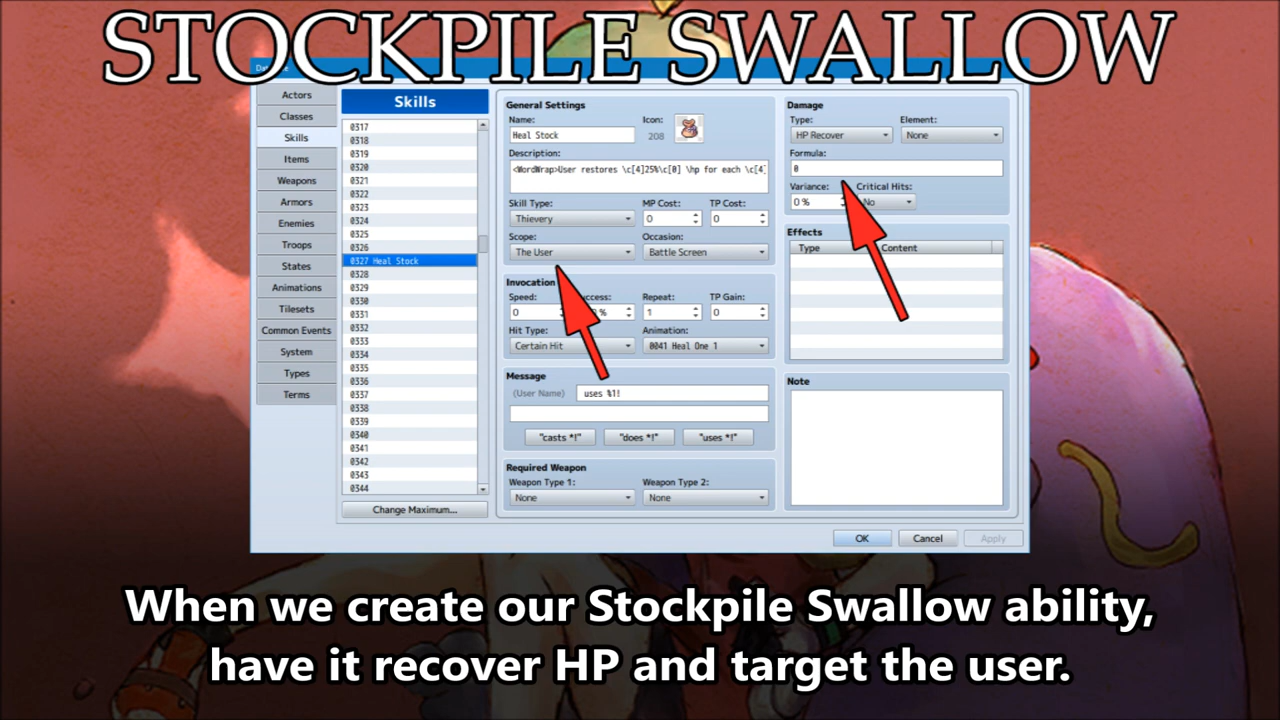 STOCKPILE SWALLOW
Actors
Classes
Skills
Items
Weapons
Armors
Enemies
Troops
States
Animations
Tilesets
Common Events
System
Types
Terms
Skills
0317
0318
0319
0320
0321
0322
0323
0324
0325
0326
0327 Heal Stock
0328
0329
0330
0331
0332
0333
0334
0335
0336
0337
0338
0339
0340
0341
0342
0343
0344
Change Maximum...
General Settings
Name: Icon:
Heal Stock 208
Description:
<WordWrap>User restores \c[4]25%\c[0] \hp for each \c[4]
Skill Type: MP Cost: TP Cost:
Thievery 0 0
Scope: Occasion:
The User Battle Screen
Invocation
Speed: Repeat: TP Gain:
0 % 1 0
Hit Type: Animation:
Certain Hit 0041 Heal One 1
Message
(User Name) uses %1!
"casts *!" "does *!" "uses *!"
Required Weapon
Weapon Type 1: Weapon Type 2:
None None
Damage
Type: Element:
HP Recover None
Formula:
0
Variance: Critical Hits:
0 % No
Effects
Type Content
Note
OK Cancel Apply
When we create our Stockpile Swallow ability,
have it recover HP and target the user.